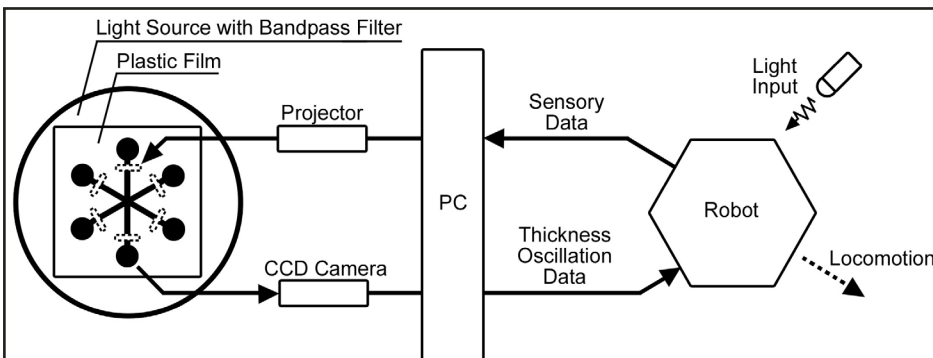 Light Source with Bandpass Filter
Plastic Film
Projector
CCD Camera
PC
Sensory
Data
Thickness
Oscillation
Data
Light
Input
Robot
Locomotion